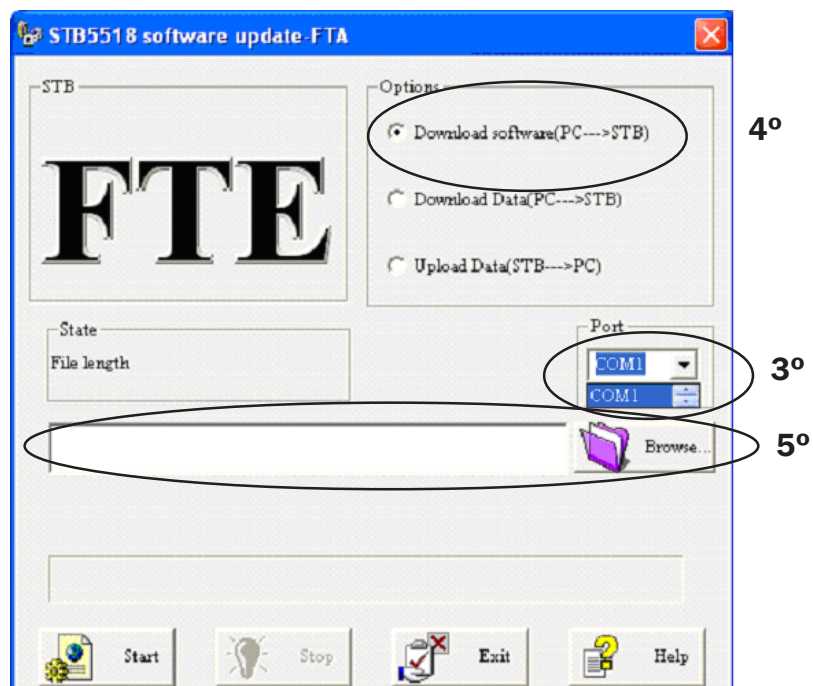 STB5518 software update-FTA
STB
FTE
Options
Download software(PC--->STB)
4º
Download Data(PC--->STB)
Upload Data(STB--->PC)
State
File length
Port
COM1
COM1
3º
Browse...
5º
Start
Stop
Exit
Help